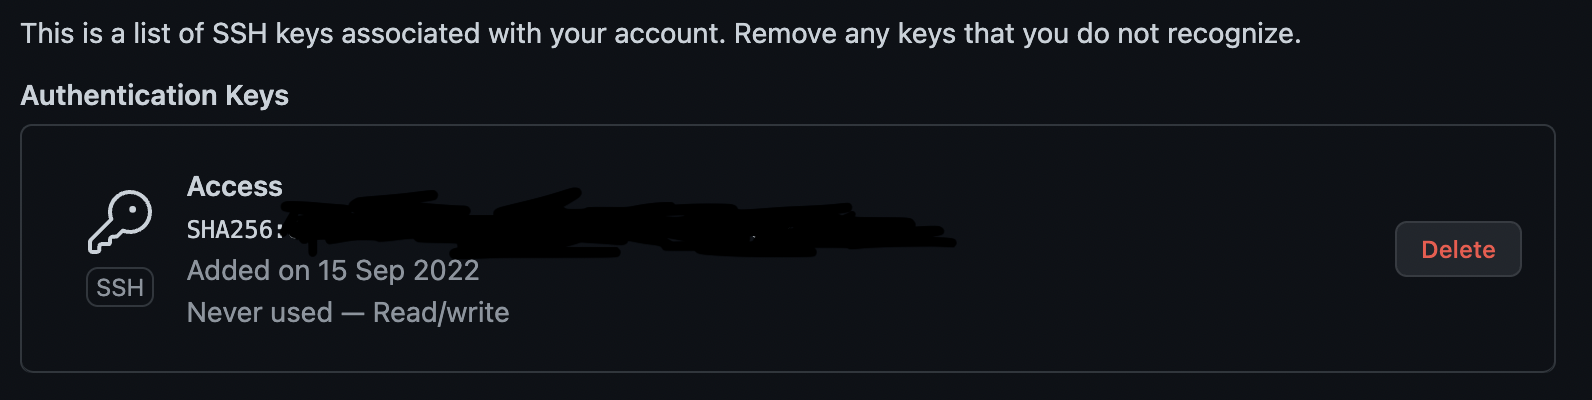 This is a list of SSH keys associated with your account. Remove any keys that you do not recognize.
Authentication Keys
Access
SHA256:
Added on 15 Sep 2022
SSH
Never used — Read/write
Delete